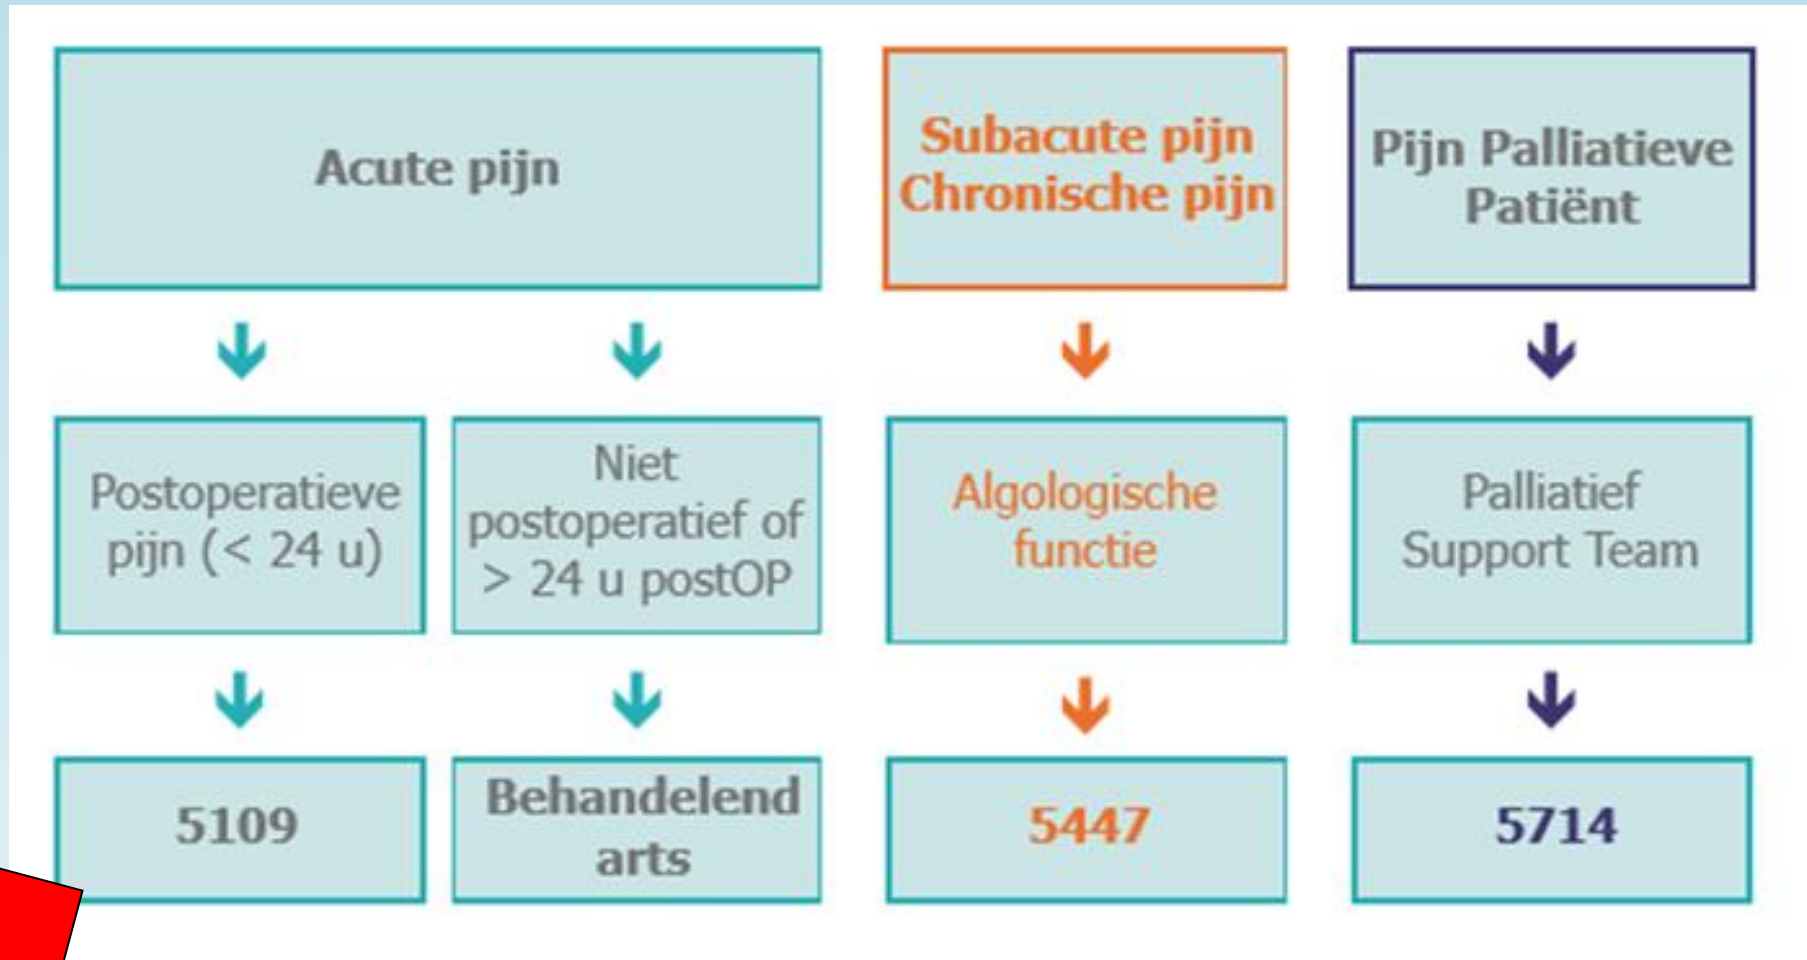 Acute pijn
Subacute pijn
Chronische pijn
Pijn Palliatieve
Patiënt
Postoperatieve
pijn (< 24 u)
Niet
postoperatief of
> 24 u postOP
Algologische
functie
Palliatief
Support Team
5109
Behandelend
arts
5447
5714